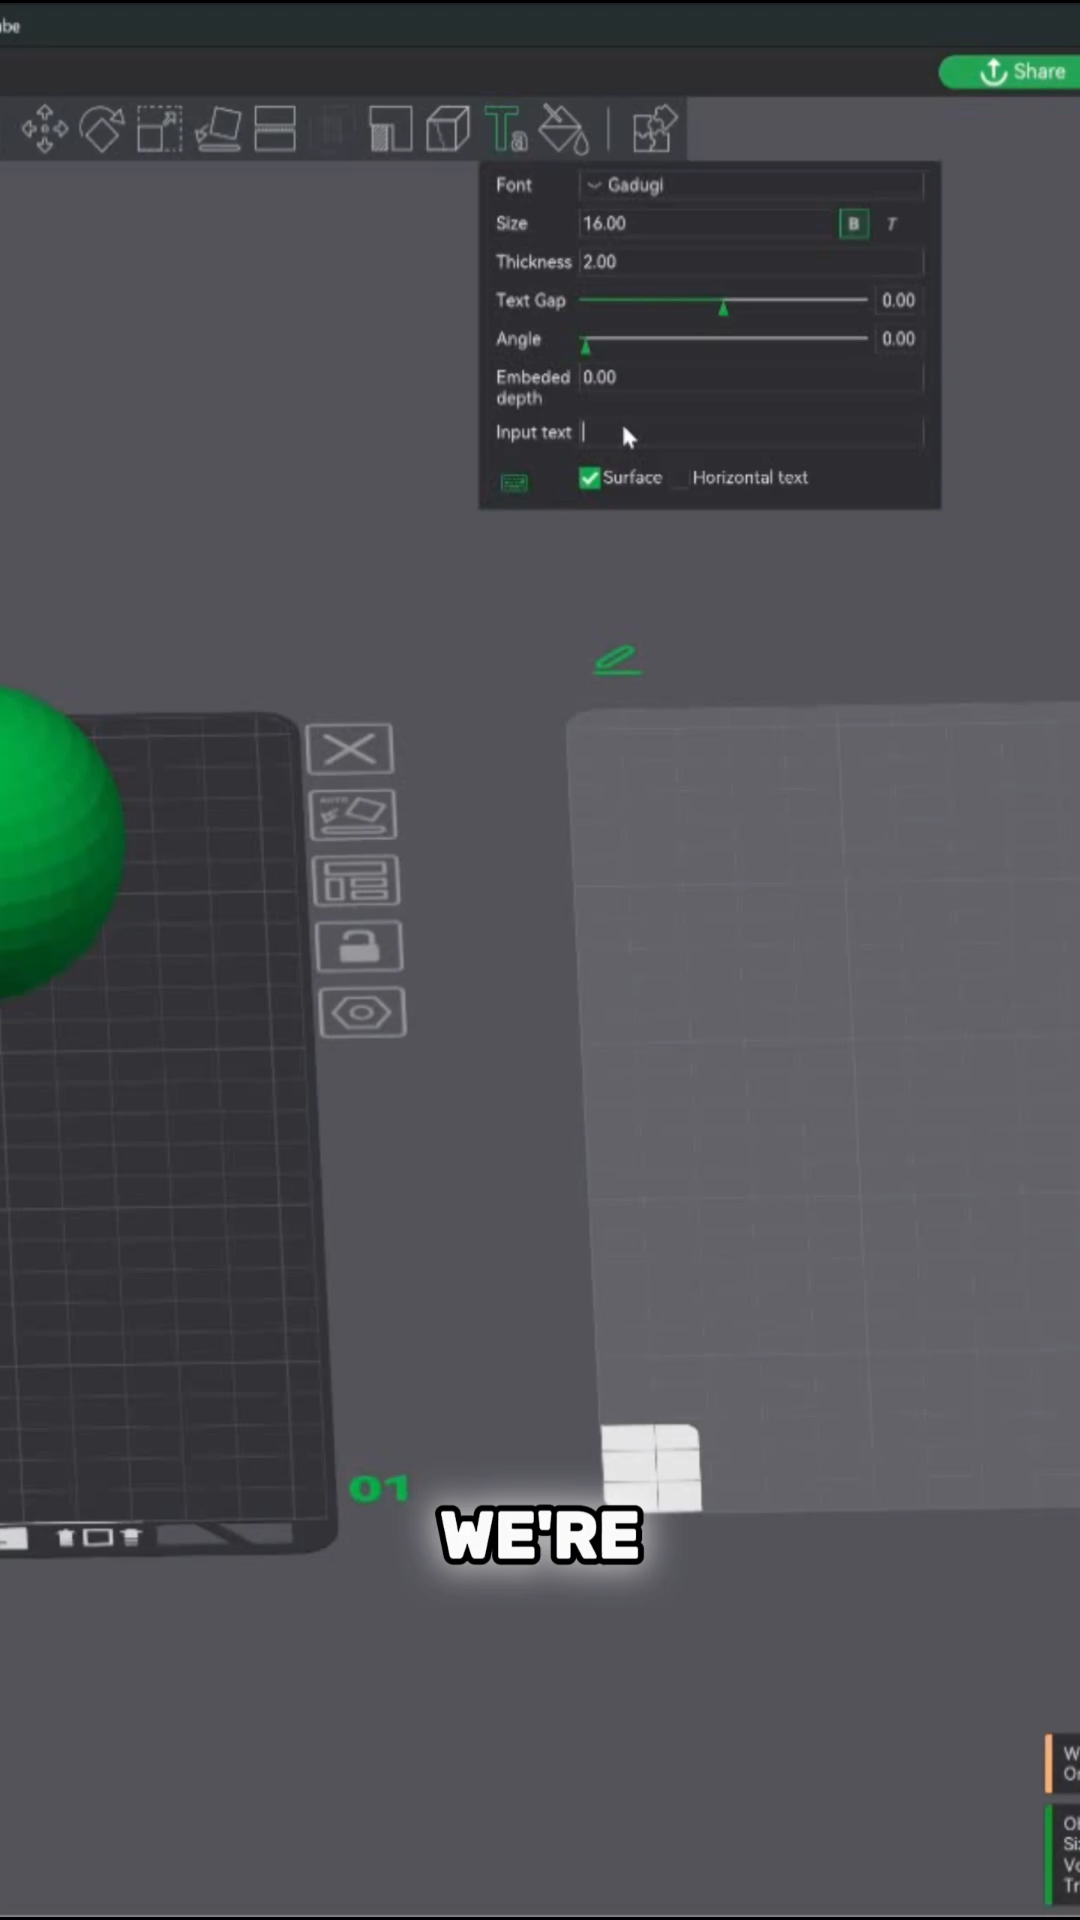 Share
Font Gadugi
Size 16.00 B T
Thickness 2.00
Text Gap 0.00
Angle 0.00
Embeded depth 0.00
Input text
Surface Horizontal text
AUTO
01
WE'RE